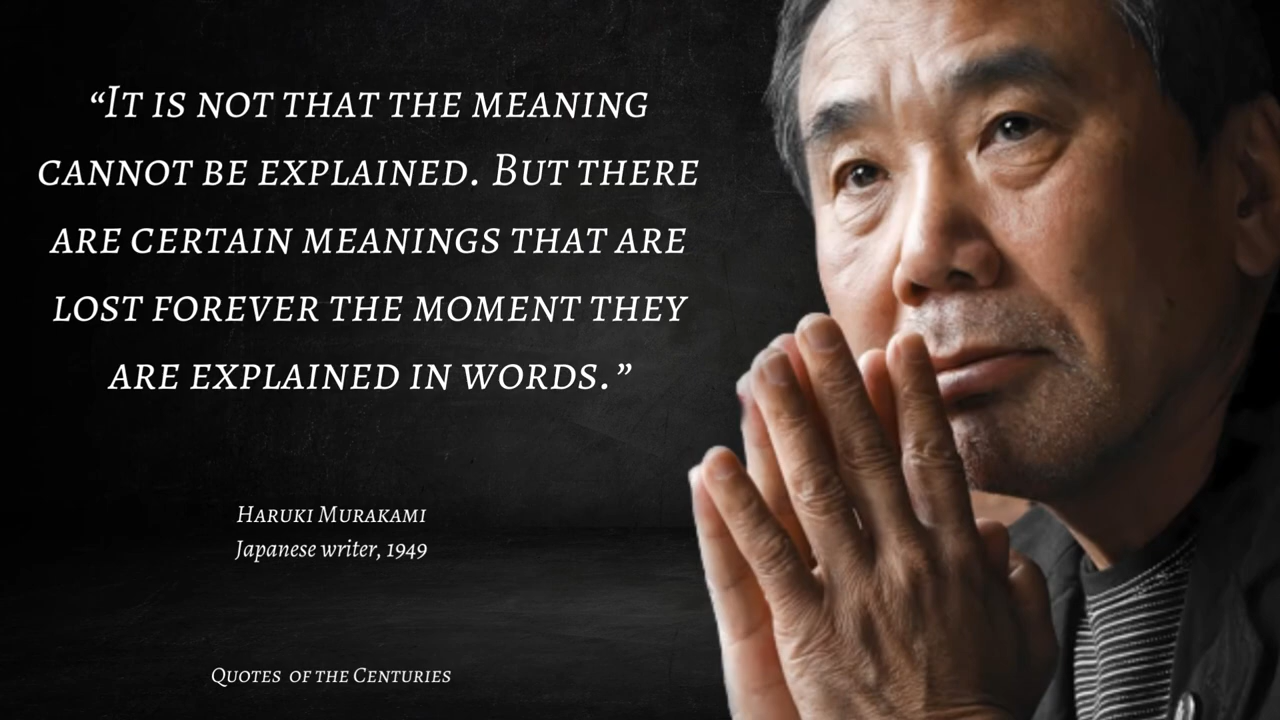 “It is not that the meaning
cannot be explained. But there
are certain meanings that are
lost forever the moment they
are explained in words.”
Haruki Murakami
Japanese writer, 1949
Quotes of the Centuries